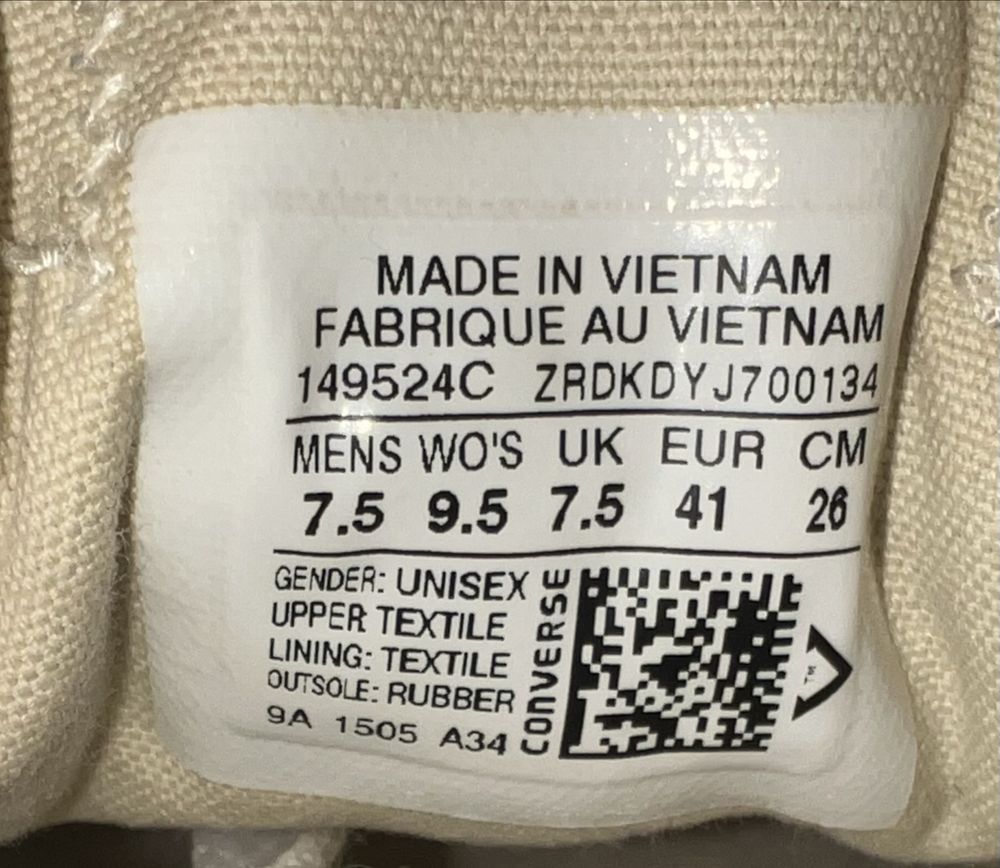 MADE IN VIETNAM
FABRIQUE AU VIETNAM
149524C ZRDKDYJ700134
MENS WO'S UK EUR CM
7.5 9.5 7.5 41 26
GENDER: UNISEX
UPPER TEXTILE
LINING: TEXTILE
OUTSOLE: RUBBER
9A 1505 A34
CONVERSE
TM